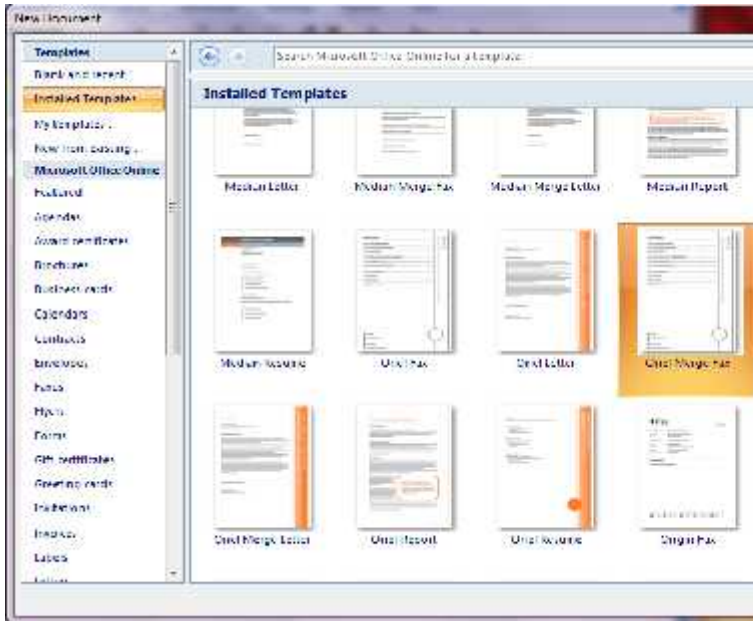 New Document
Templates
Blank and recent
Installed Templates
My templates...
New from existing...
Microsoft Office Online
Featured
Agendas
Award certificates
Brochures
Business cards
Calendars
Contracts
Envelopes
Faxes
Flyers
Forms
Gift certificates
Greeting cards
Invitations
Invoices
Labels
Search Microsoft Office Online for a template
Installed Templates
Median Letter
Median Merge Fax
Median Merge Letter
Median Report
Median Resume
Oriel Fax
Oriel Letter
Oriel Merge Fax
Oriel Merge Letter
Oriel Report
Oriel Resume
Origin Fax